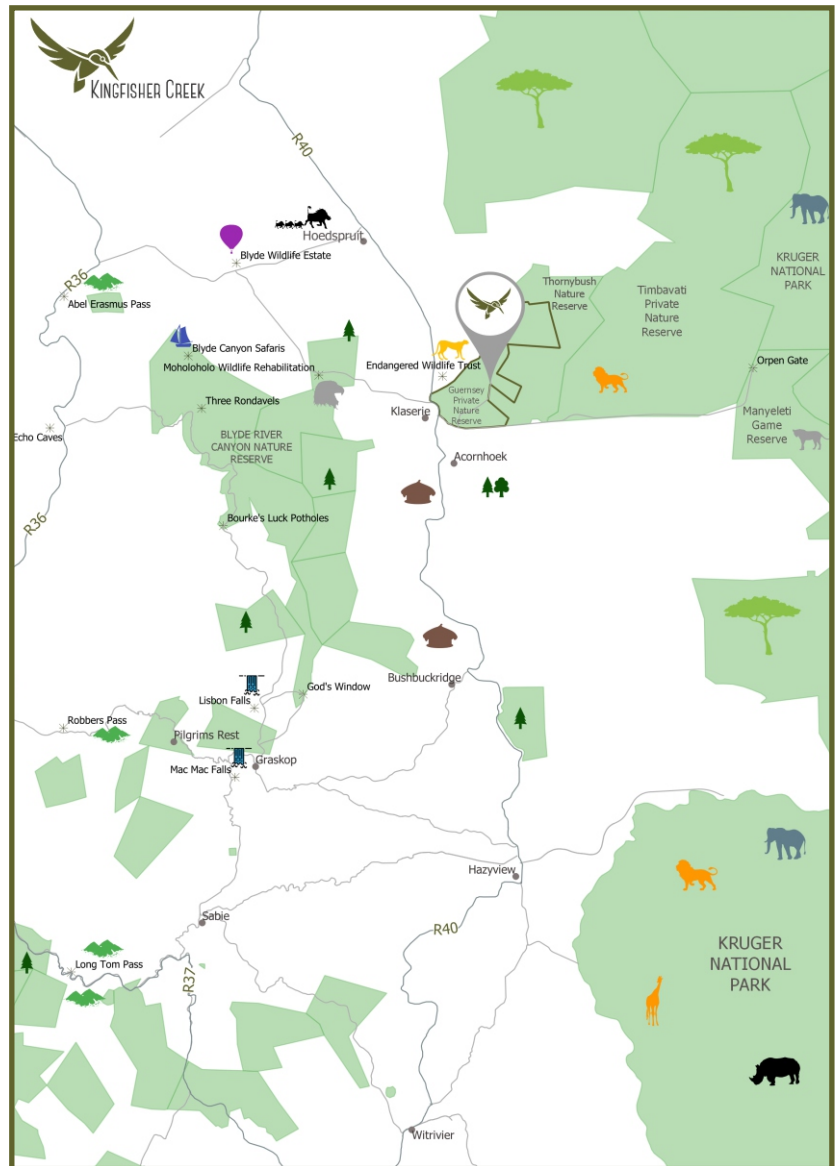 KINGFISHER CREEK
R40
Hoedspruit
Blyde Wildlife Estate
R36
Abel Erasmus Pass
KRUGER
NATIONAL
PARK
Thornybush
Nature
Reserve
Timbavati
Private
Nature
Reserve
Blyde Canyon Safaris
Moholoholo Wildlife Rehabilitation
Endangered Wildlife Trust
Orpen Gate
Guernsey
Private
Nature
Reserve
Three Rondavels
Klaserie
Manyeleti
Game
Reserve
Echo Caves
BLYDE RIVER
CANYON NATURE
RESERVE
Acornhoek
R36
Bourke's Luck Potholes
Bushbuckridge
God's Window
Lisbon Falls
Robbers Pass
Pilgrims Rest
Graskop
Mac Mac Falls
Hazyview
Sabie
R40
KRUGER
NATIONAL
PARK
Long Tom Pass
R37
Witrivier